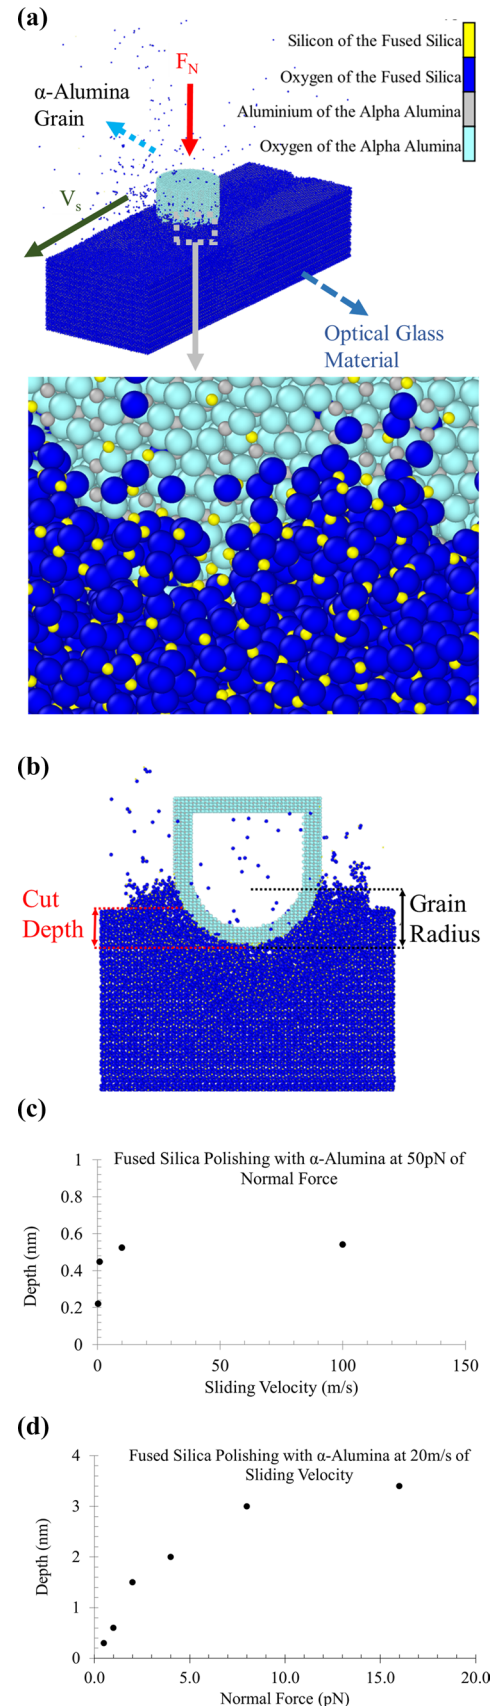 (a)
Silicon of the Fused Silica
Oxygen of the Fused Silica
Aluminium of the Alpha Alumina
Oxygen of the Alpha Alumina
F_N
α-Alumina
Grain
V_s
Optical Glass
Material
(b)
Cut
Depth
Grain
Radius
(c)
Fused Silica Polishing with α-Alumina at 50pN of
Normal Force
1
0.8
0.6
0.4
0.2
0
Depth (nm)
0
50
100
150
Sliding Velocity (m/s)
(d)
Fused Silica Polishing with α-Alumina at 20m/s of
Sliding Velocity
4
3
2
1
0
Depth (nm)
0.0
5.0
10.0
15.0
20.0
Normal Force (pN)